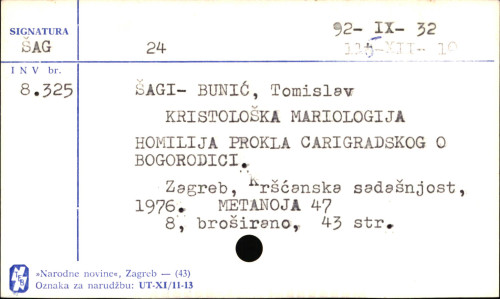 SIGNATURA
ŠAG
24
92- IX- 32
I N V br.
8.325
ŠAGI- BUNIĆ, Tomislav
KRISTOLOŠKA MARIOLOGIJA
HOMILIJA PROKLA CARIGRADSKOG O
BOGORODICI.
Zagreb, Kršćanska sadašnjost,
1976. METANOJA 47
8, broširano, 43 str.
»Narodne novine«, Zagreb — (43)
Oznaka za narudžbu: UT-XI/11-13